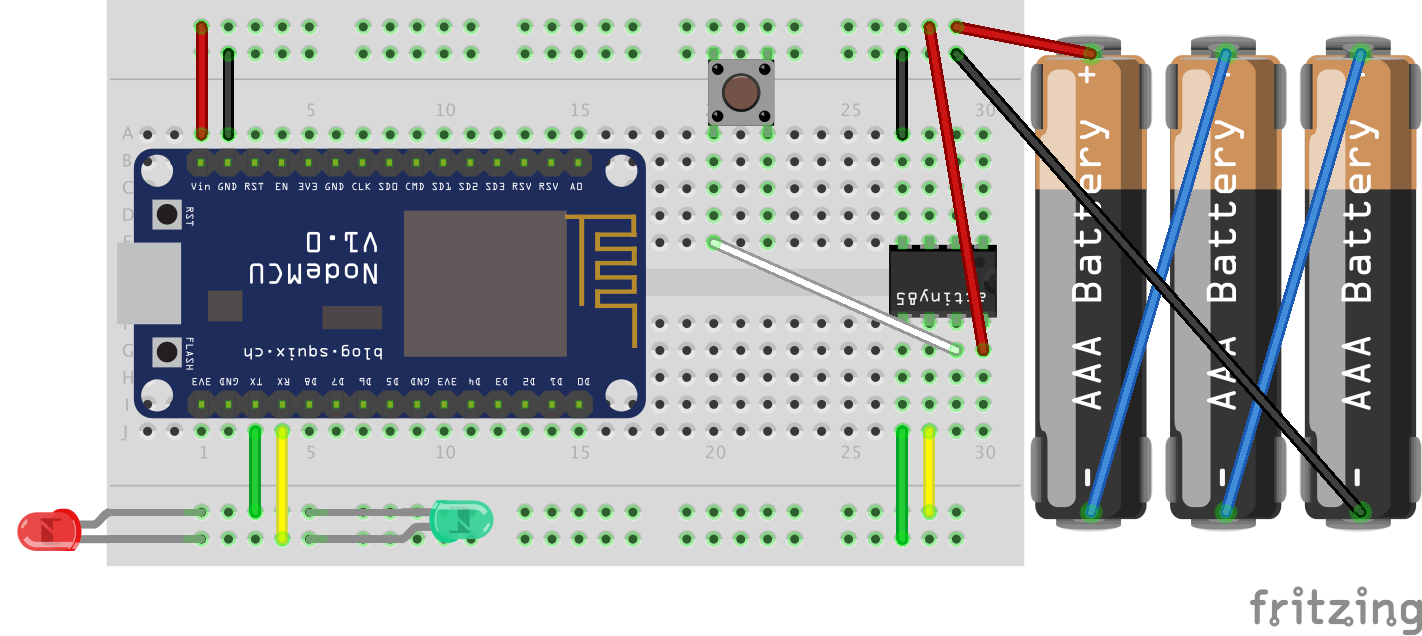 5 10 15 20 25 30
A
B
C
D
E
F
G
H
I
J
Vin GND RST EN 3V3 GND CLK SD0 CMD SD1 SD2 SD3 RSV RSV A0
RST
V1.0
NodeMCU
blog.squix.ch
FLASH
3V3 GND TX RX D8 D7 D6 D5 GND 3V3 D4 D3 D2 D1 D0
attiny85
1 5 10 15 20 25 30
+
AAA Battery
-
AAA Battery
-
AAA Battery
-
fritzing